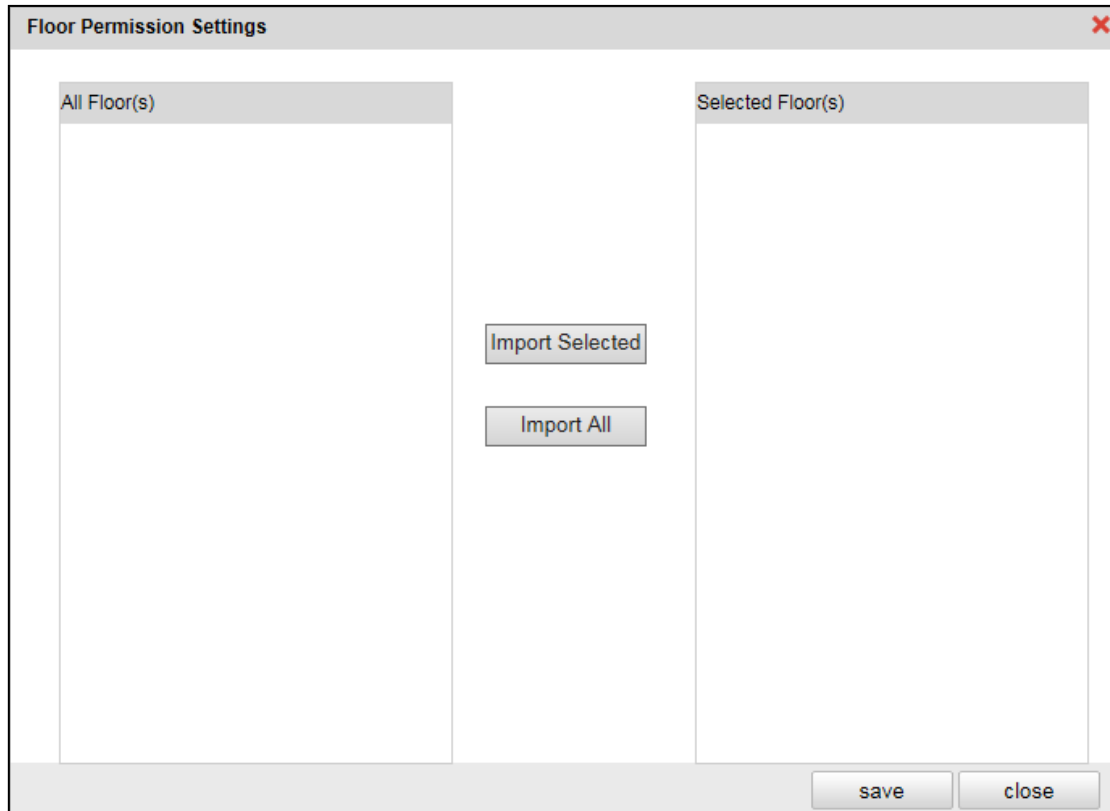 Floor Permission Settings
All Floor(s)
Selected Floor(s)
Import Selected
Import All
save
close